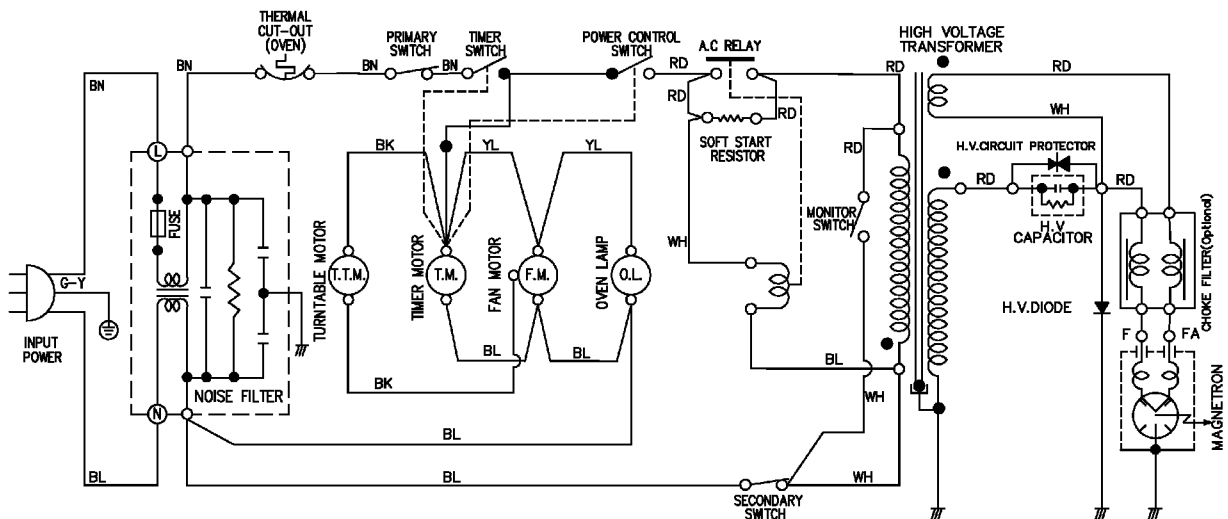 THERMAL
CUT-OUT
(OVEN)
PRIMARY
SWITCH
TIMER
SWITCH
POWER CONTROL
SWITCH
A.C RELAY
HIGH VOLTAGE
TRANSFORMER
BN
BN
BN
BN
RD
RD
RD
RD
RD
WH
SOFT START
RESISTOR
L
FUSE
BK
YL
YL
RD
H.V.CIRCUIT PROTECTOR
RD
RD
H.V
CAPACITOR
MONITOR
SWITCH
WH
G-Y
INPUT
POWER
TURNTABLE MOTOR
T.T.M.
TIMER MOTOR
T.M.
FAN MOTOR
F.M.
OVEN LAMP
O.L.
CHOKE FILTER(Optional)
H.V.DIODE
F
FA
BL
BL
BL
BK
NOISE FILTER
N
WH
MAGNETRON
BL
BL
BL
WH
SECONDARY
SWITCH